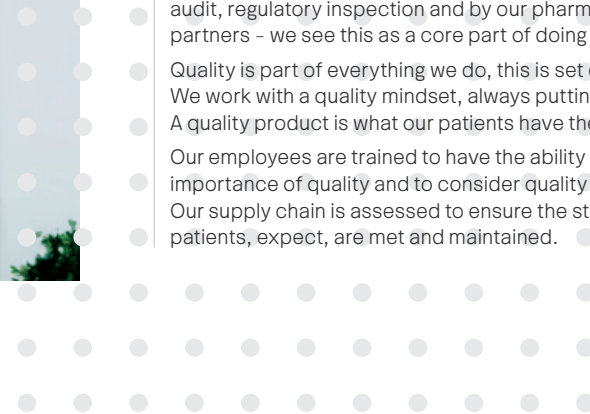 audit, regulatory inspection and by our pharm
partners – we see this as a core part of doing
Quality is part of everything we do, this is set
We work with a quality mindset, always puttin
A quality product is what our patients have the
Our employees are trained to have the ability
importance of quality and to consider quality
Our supply chain is assessed to ensure the st
patients, expect, are met and maintained.